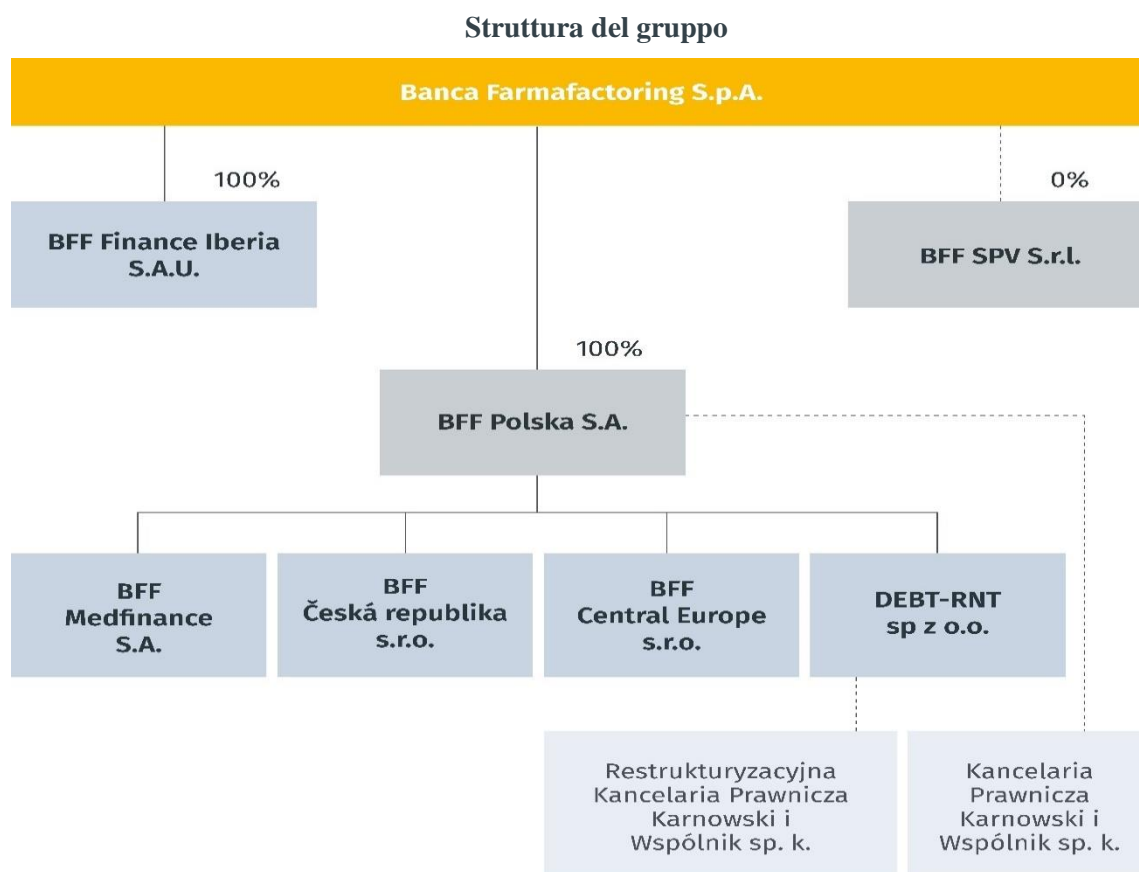 Struttura del gruppo
Banca Farmafactoring S.p.A.
100%
0%
BFF Finance Iberia
S.A.U.
BFF SPV S.r.l.
100%
BFF Polska S.A.
BFF
Medfinance
S.A.
BFF
Česká republika
s.r.o.
BFF
Central Europe
s.r.o.
DEBT-RNT
sp z o.o.
Restrukturyzacyjna
Kancelaria Prawnicza
Karnowski i
Wspólnik sp. k.
Kancelaria
Prawnicza
Karnowski i
Wspólnik sp. k.